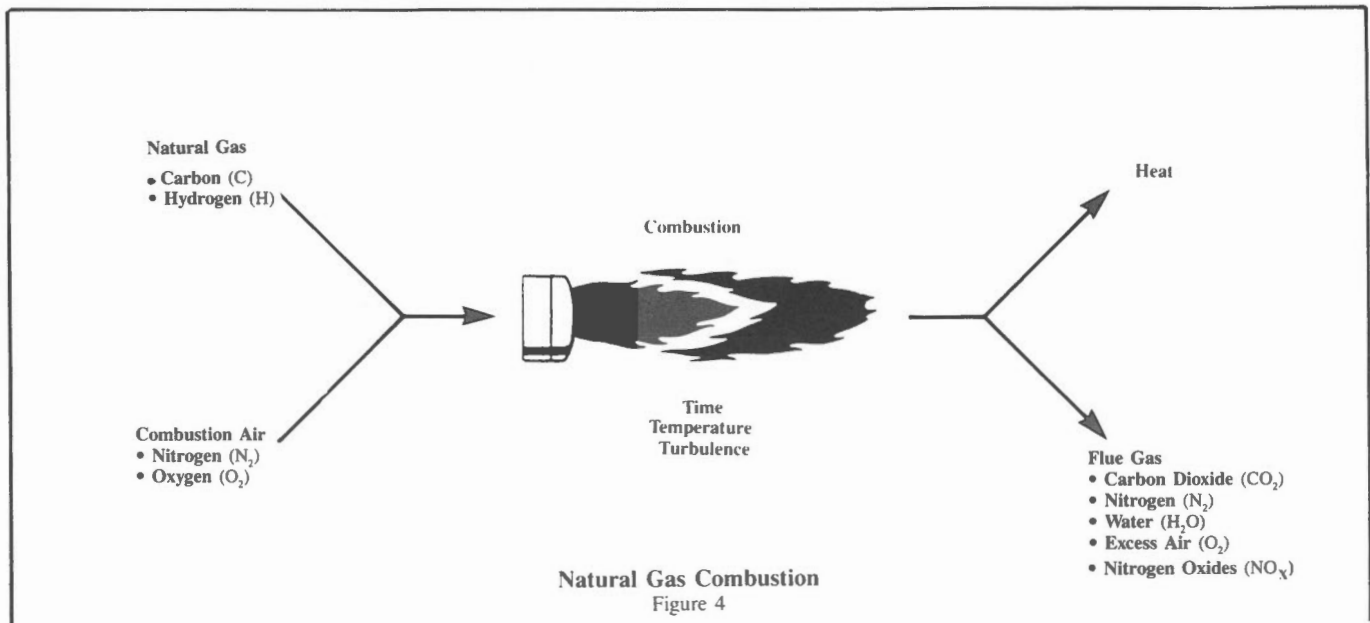 Natural Gas
• Carbon (C)
• Hydrogen (H)
Combustion Air
• Nitrogen (N₂)
• Oxygen (O₂)
Combustion
Time
Temperature
Turbulence
Heat
Flue Gas
• Carbon Dioxide (CO₂)
• Nitrogen (N₂)
• Water (H₂O)
• Excess Air (O₂)
• Nitrogen Oxides (NOₓ)
Natural Gas Combustion
Figure 4